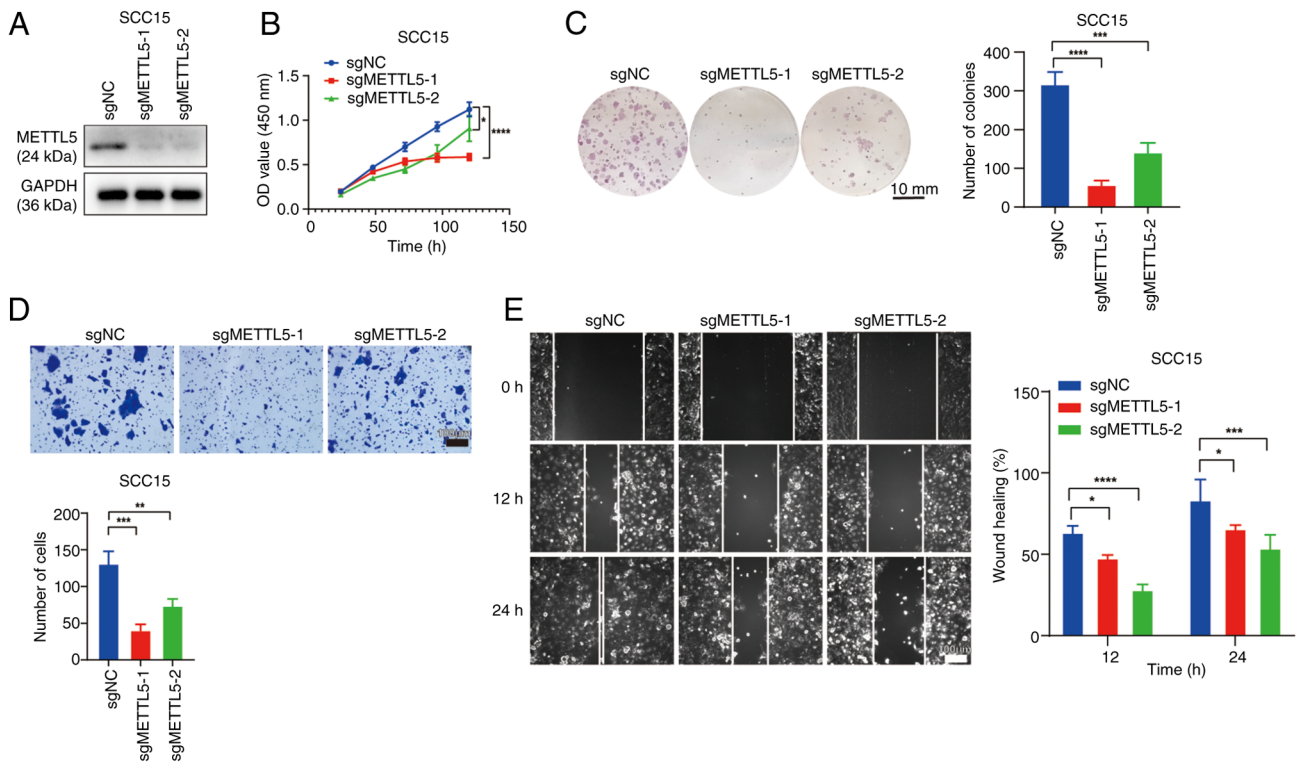 A
SCC15
sgNC
sgMETTL5-1
sgMETTL5-2
METTL5
(24 kDa)
GAPDH
(36 kDa)
B
SCC15
sgNC
sgMETTL5-1
sgMETTL5-2
OD value (450 nm)
1.5
1.0
0.5
0.0
0
50
100
150
Time (h)
*
****
C
sgNC
sgMETTL5-1
sgMETTL5-2
10 mm
SCC15
***
****
Number of colonies
400
300
200
100
0
sgNC
sgMETTL5-1
sgMETTL5-2
D
sgNC
sgMETTL5-1
sgMETTL5-2
100μm
SCC15
**
***
Number of cells
200
150
100
50
0
sgNC
sgMETTL5-1
sgMETTL5-2
E
sgNC
sgMETTL5-1
sgMETTL5-2
0 h
12 h
24 h
100μm
SCC15
sgNC
sgMETTL5-1
sgMETTL5-2
Wound healing (%)
150
100
50
0
****
*
***
*
12
24
Time (h)